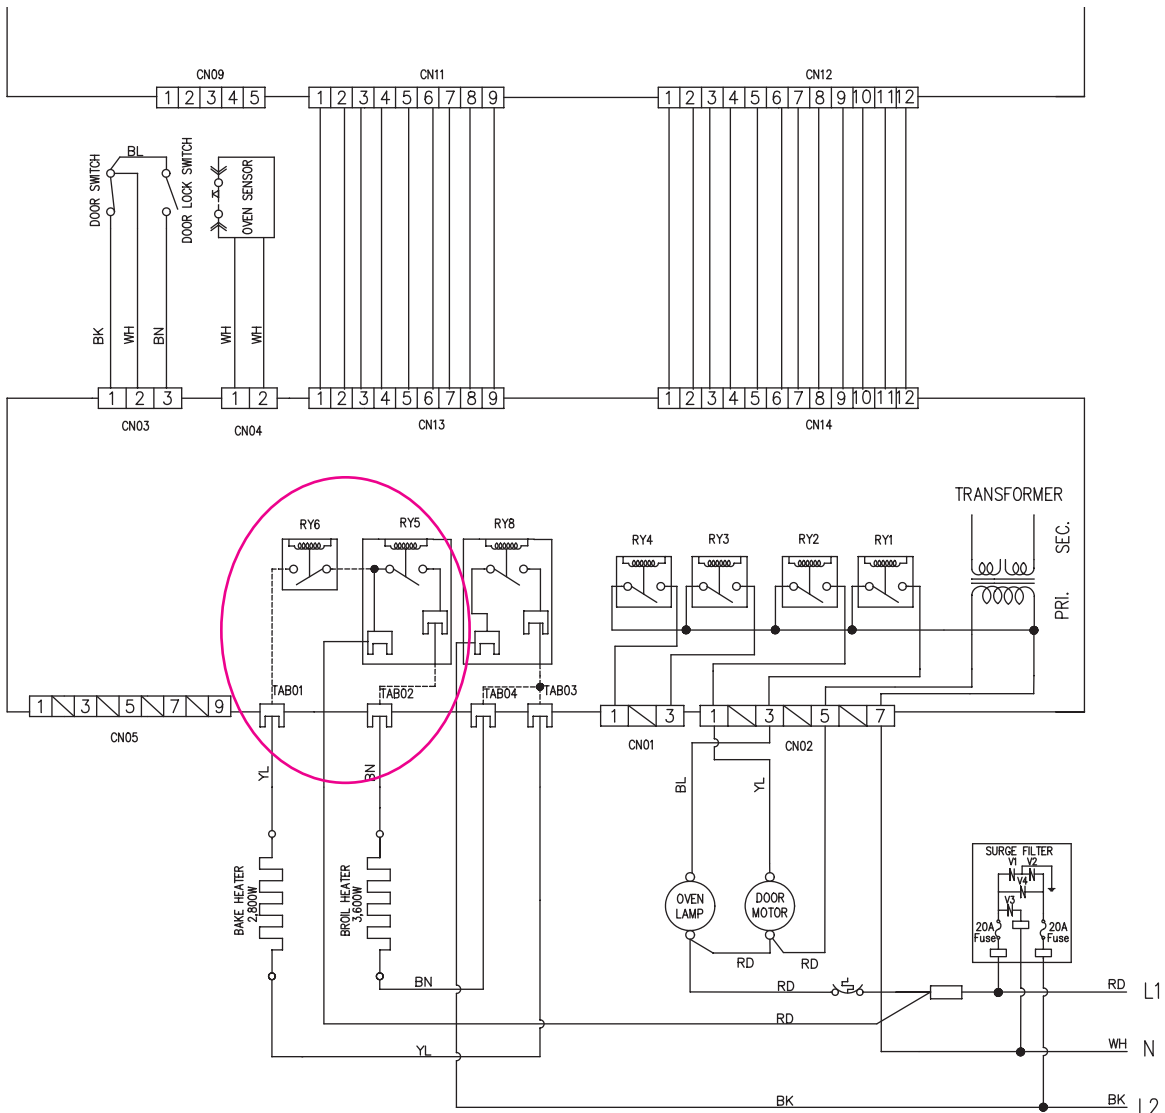 CN09
CN11
CN12
1 2 3 4 5
1 2 3 4 5 6 7 8 9
1 2 3 4 5 6 7 8 9 10 11 12
DOOR SWITCH
BL
DOOR LOCK SWITCH
OVEN SENSOR
BK
WH
BN
WH
WH
1 2 3
1 2
1 2 3 4 5 6 7 8 9
1 2 3 4 5 6 7 8 9 10 11 12
CN03
CN04
CN13
CN14
TRANSFORMER
SEC.
PRI.
RY6
RY5
RY8
RY4
RY3
RY2
RY1
TAB01
TAB02
TAB04
TAB03
1 3 5 7 9
1 3
1 3 5 7
CN05
CN01
CN02
YL
BN
BL
YL
BAKE HEATER
2,800W
BROIL HEATER
3,600W
OVEN
LAMP
DOOR
MOTOR
SURGE FILTER
V1
V2
V4
V3
20A
Fuse
20A
Fuse
RD
RD
BN
RD
RD
L1
RD
YL
WH
N
BK
BK
L2